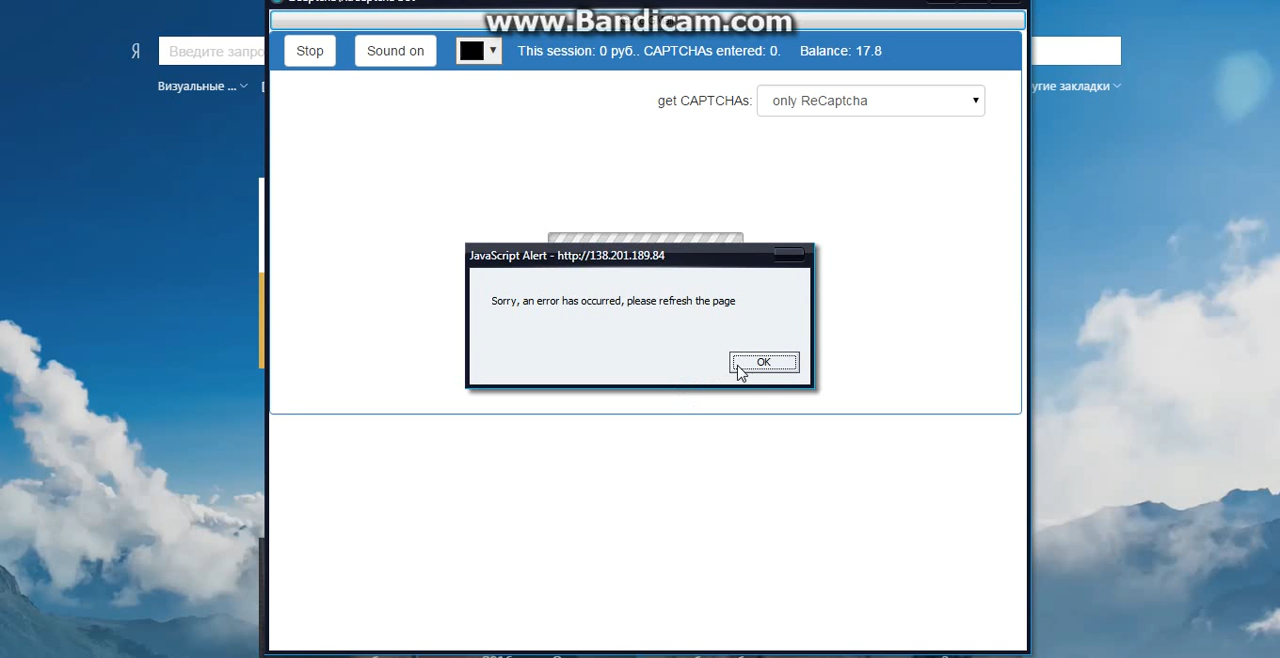 www.Bandicam.com
Я
Введите запро
Stop
Sound on
This session: 0 руб.. CAPTCHAs entered: 0.
Balance: 17.8
Визуальные ...
угие закладки
get CAPTCHAs:
only ReCaptcha
JavaScript Alert - http://138.201.189.84
Sorry, an error has occurred, please refresh the page
OK